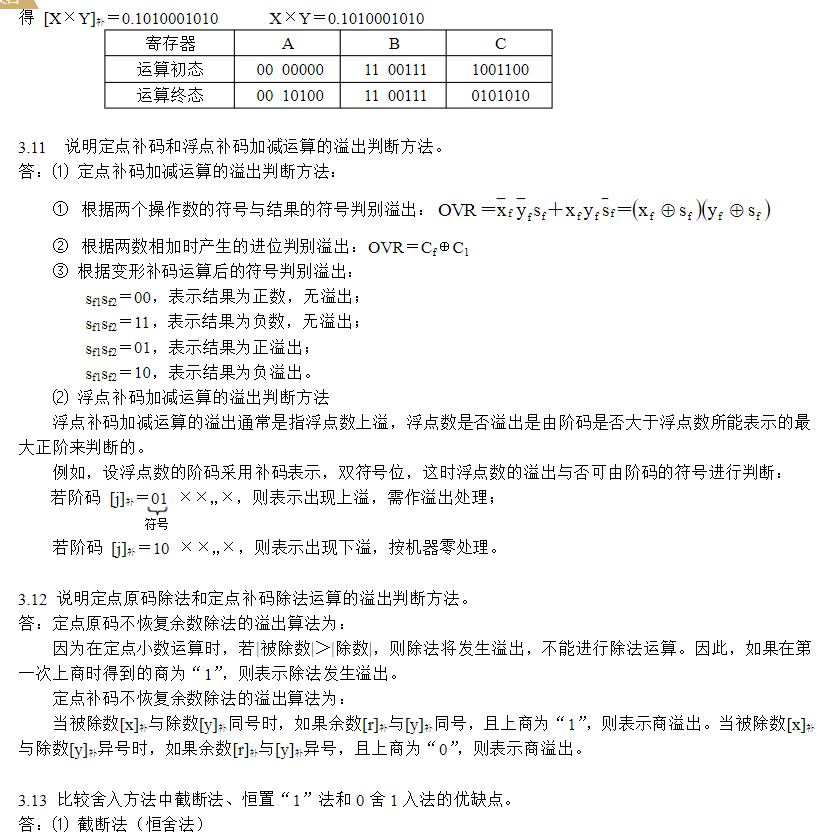 得 [X×Y]补＝0.1010001010 X×Y＝0.1010001010
寄存器 A B C
运算初态 00 00000 11 00111 1001100
运算终态 00 10100 11 00111 0101010
3.11 说明定点补码和浮点补码加减运算的溢出判断方法。
答：⑴ 定点补码加减运算的溢出判断方法：
① 根据两个操作数的符号与结果的符号判别溢出：OVR＝x̄f ȳf sf＋xf yf s̄f＝(xf ⊕ sf)(yf ⊕ sf)
② 根据两数相加时产生的进位判别溢出：OVR＝Cf⊕C1
③ 根据变形补码运算后的符号判别溢出：
sf1sf2＝00，表示结果为正数，无溢出；
sf1sf2＝11，表示结果为负数，无溢出；
sf1sf2＝01，表示结果为正溢出；
sf1sf2＝10，表示结果为负溢出。
⑵ 浮点补码加减运算的溢出判断方法
浮点补码加减运算的溢出通常是指浮点数上溢，浮点数是否溢出是由阶码是否大于浮点数所能表示的最
大正阶来判断的。
例如，设浮点数的阶码采用补码表示，双符号位，这时浮点数的溢出与否可由阶码的符号进行判断：
若阶码 [j]补＝01 ××„×，则表示出现上溢，需作溢出处理；
符号
若阶码 [j]补＝10 ××„×，则表示出现下溢，按机器零处理。
3.12 说明定点原码除法和定点补码除法运算的溢出判断方法。
答：定点原码不恢复余数除法的溢出算法为：
因为在定点小数运算时，若|被除数|＞|除数|，则除法将发生溢出，不能进行除法运算。因此，如果在第
一次上商时得到的商为“1”，则表示除法发生溢出。
定点补码不恢复余数除法的溢出算法为：
当被除数[x]补与除数[y]补同号时，如果余数[r]补与[y]补同号，且上商为“1”，则表示商溢出。当被除数[x]补
与除数[y]补异号时，如果余数[r]补与[y]补异号，且上商为“0”，则表示商溢出。
3.13 比较舍入方法中截断法、恒置“1”法和 0 舍 1 入法的优缺点。
答：⑴ 截断法（恒舍法）